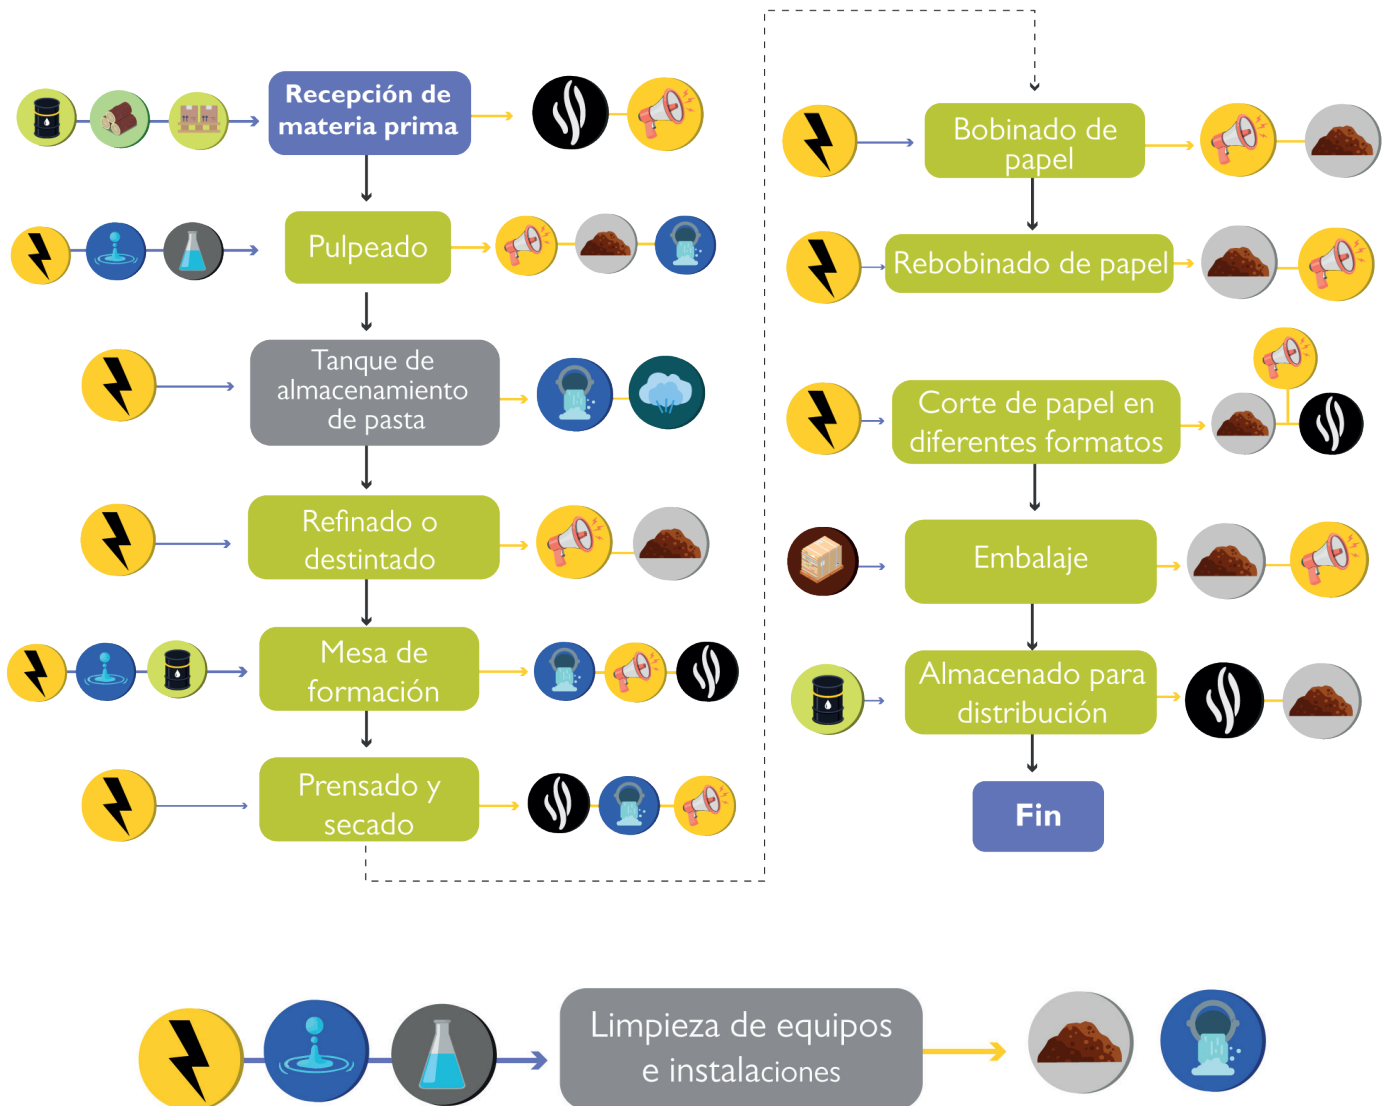 Recepción de
materia prima
Pulpeado
Tanque de
almacenamiento
de pasta
Refinado o
destintado
Mesa de
formación
Prensado y
secado
Bobinado de
papel
Rebobinado de papel
Corte de papel en
diferentes formatos
Embalaje
Almacenado para
distribución
Fin
Limpieza de equipos
e instalaciones